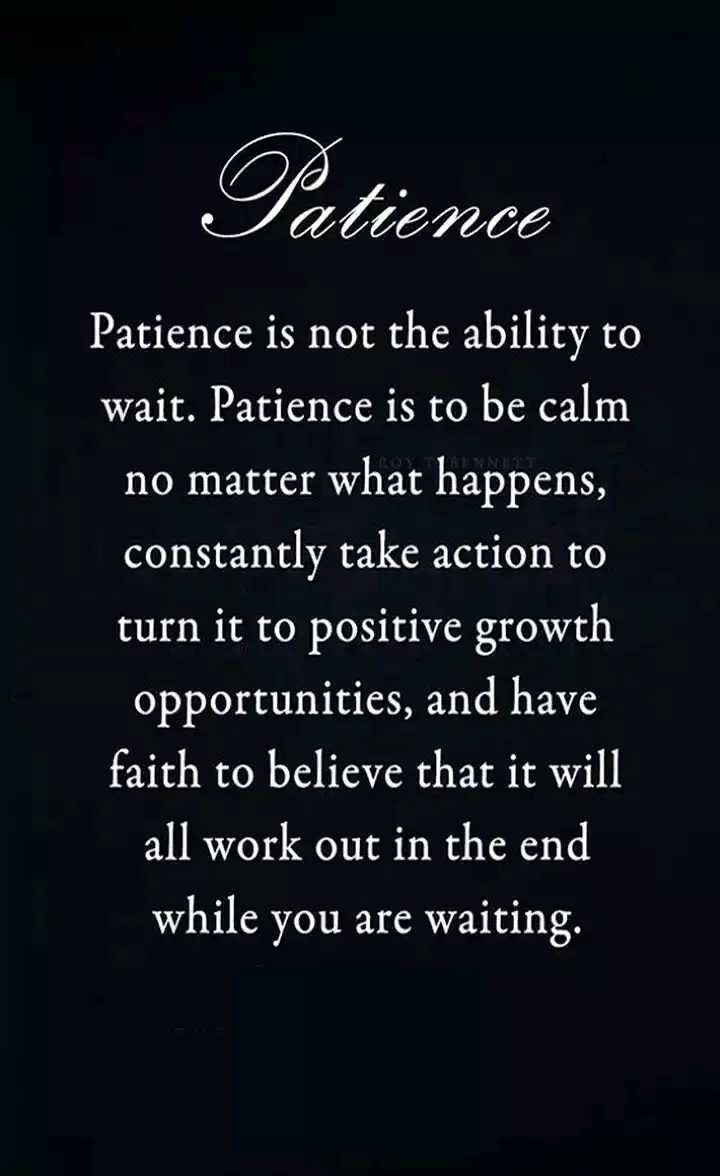 Patience
Patience is not the ability to
wait. Patience is to be calm
ROY T. BENNETT
no matter what happens,
constantly take action to
turn it to positive growth
opportunities, and have
faith to believe that it will
all work out in the end
while you are waiting.